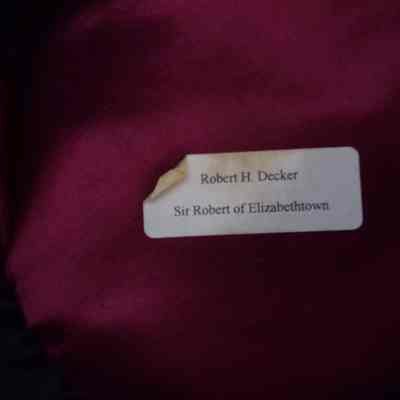 Robert H. Decker
Sir Robert of Elizabethtown